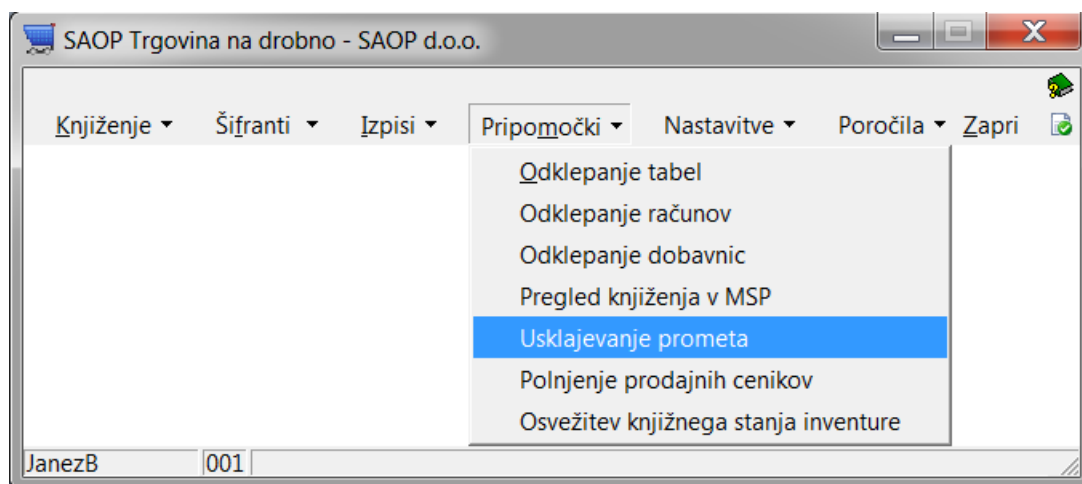 SAOP Trgovina na drobno - SAOP d.o.o.
Knjiženje Šifranti Izpisi Pripomočki Nastavitve Poročila Zapri
Odklepanje tabel
Odklepanje računov
Odklepanje dobavnic
Pregled knjiženja v MSP
Usklajevanje prometa
Polnjenje prodajnih cenikov
Osvežitev knjižnega stanja inventure
JanezB 001